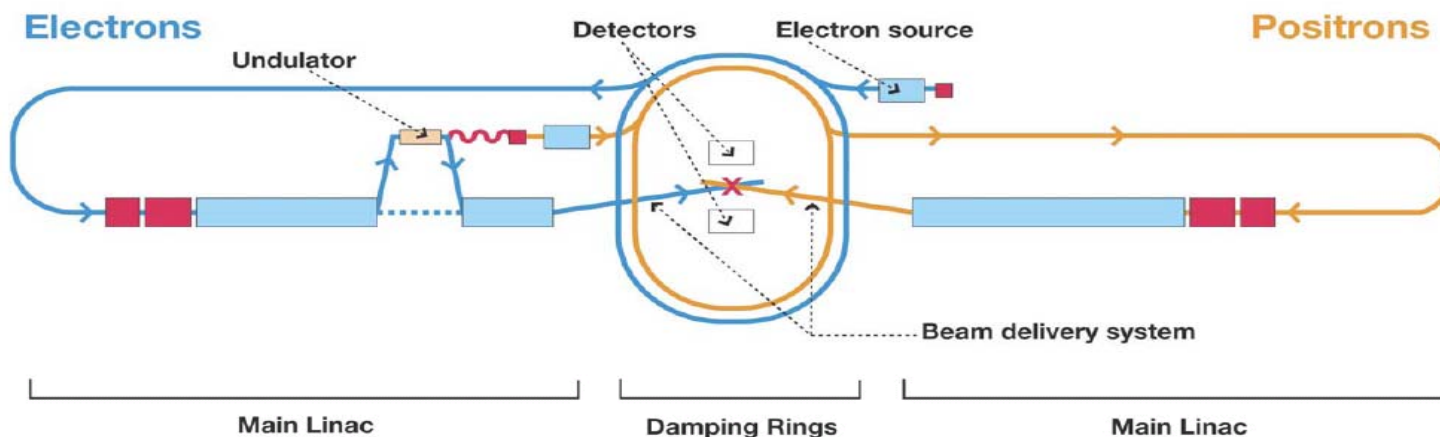 Electrons
Undulator
Detectors
Electron source
Positrons
Beam delivery system
Main Linac
Damping Rings
Main Linac